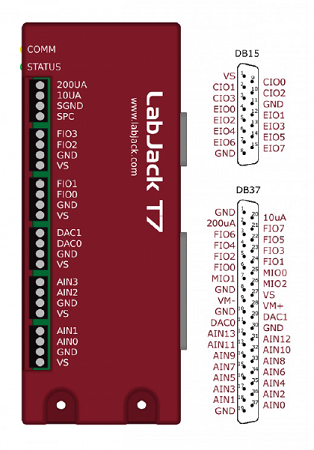 COMM
STATUS
200UA
10UA
SGND
SPC
FIO3
FIO2
GND
VS
FIO1
FIO0
GND
VS
DAC1
DAC0
GND
VS
AIN3
AIN2
GND
VS
AIN1
AIN0
GND
VS
LabJack T7
www.labjack.com
DB15
VS
CIO1
CIO3
EIO0
EIO2
EIO4
EIO6
GND
CIO0
CIO2
GND
EIO1
EIO3
EIO5
EIO7
DB37
GND
200uA
FIO6
FIO4
FIO2
FIO0
MIO1
GND
VM-
GND
DAC0
AIN13
AIN11
AIN9
AIN7
AIN5
AIN3
AIN1
GND
10uA
FIO7
FIO5
FIO3
FIO1
MIO0
MIO2
VS
VM+
DAC1
GND
AIN12
AIN10
AIN8
AIN6
AIN4
AIN2
AIN0